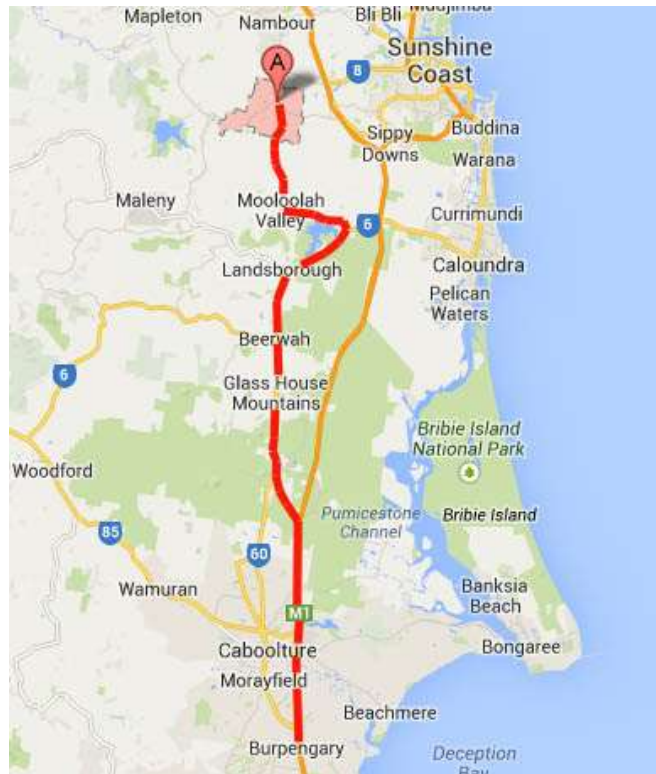 Mapleton
Nambour
Bli Bli
Mudjimba
A
8
Sunshine
Coast
Sippy
Downs
Buddina
Warana
Maleny
Mooloolah
Valley
6
Currimundi
Landsborough
Caloundra
Pelican
Waters
Beerwah
6
Glass House
Mountains
Bribie Island
National Park
Woodford
Pumicestone
Channel
Bribie Island
85
60
Wamuran
Banksia
Beach
M1
Caboolture
Bongaree
Morayfield
Beachmere
Burpengary
Deception
Bay